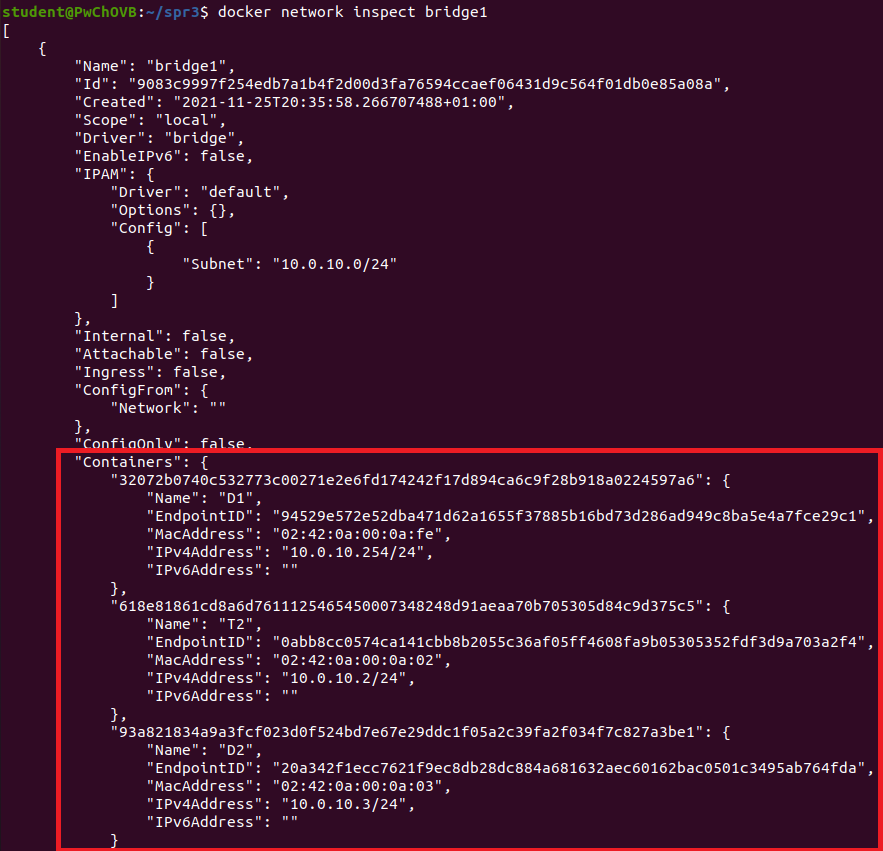 student@PwChOVB:~/spr3$ docker network inspect bridge1
[
    {
        "Name": "bridge1",
        "Id": "9083c9997f254edb7a1b4f2d00d3fa76594ccaef06431d9c564f01db0e85a08a",
        "Created": "2021-11-25T20:35:58.266707488+01:00",
        "Scope": "local",
        "Driver": "bridge",
        "EnableIPv6": false,
        "IPAM": {
            "Driver": "default",
            "Options": {},
            "Config": [
                {
                    "Subnet": "10.0.10.0/24"
                }
            ]
        },
        "Internal": false,
        "Attachable": false,
        "Ingress": false,
        "ConfigFrom": {
            "Network": ""
        },
        "ConfigOnly": false,
        "Containers": {
            "32072b0740c532773c00271e2e6fd174242f17d894ca6c9f28b918a0224597a6": {
                "Name": "D1",
                "EndpointID": "94529e572e52dba471d62a1655f37885b16bd73d286ad949c8ba5e4a7fce29c1",
                "MacAddress": "02:42:0a:00:0a:fe",
                "IPv4Address": "10.0.10.254/24",
                "IPv6Address": ""
            },
            "618e81861cd8a6d7611125465450007348248d91aeaa70b705305d84c9d375c5": {
                "Name": "T2",
                "EndpointID": "0abb8cc0574ca141cbb8b2055c36af05ff4608fa9b05305352fdf3d9a703a2f4",
                "MacAddress": "02:42:0a:00:0a:02",
                "IPv4Address": "10.0.10.2/24",
                "IPv6Address": ""
            },
            "93a821834a9a3fcf023d0f524bd7e67e29ddc1f05a2c39fa2f034f7c827a3be1": {
                "Name": "D2",
                "EndpointID": "20a342f1ecc7621f9ec8db28dc884a681632aec60162bac0501c3495ab764fda",
                "MacAddress": "02:42:0a:00:0a:03",
                "IPv4Address": "10.0.10.3/24",
                "IPv6Address": ""
            }